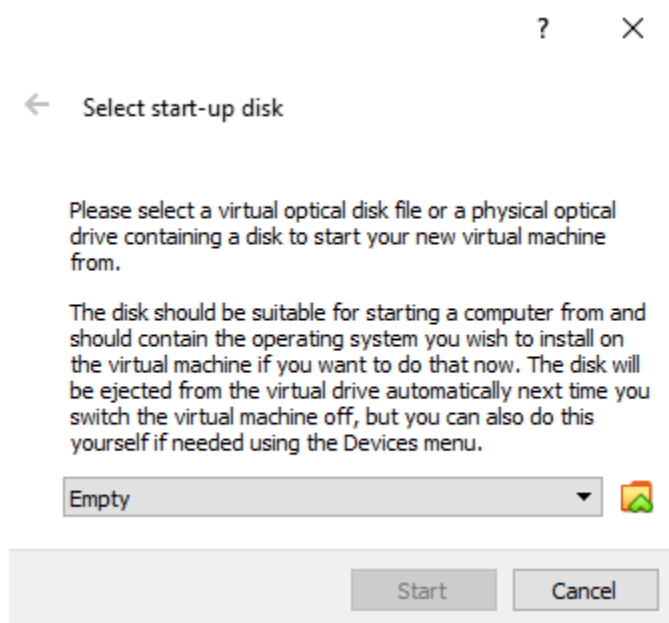 ?
Select start-up disk
Please select a virtual optical disk file or a physical optical
drive containing a disk to start your new virtual machine
from.
The disk should be suitable for starting a computer from and
should contain the operating system you wish to install on
the virtual machine if you want to do that now. The disk will
be ejected from the virtual drive automatically next time you
switch the virtual machine off, but you can also do this
yourself if needed using the Devices menu.
Empty
Start Cancel